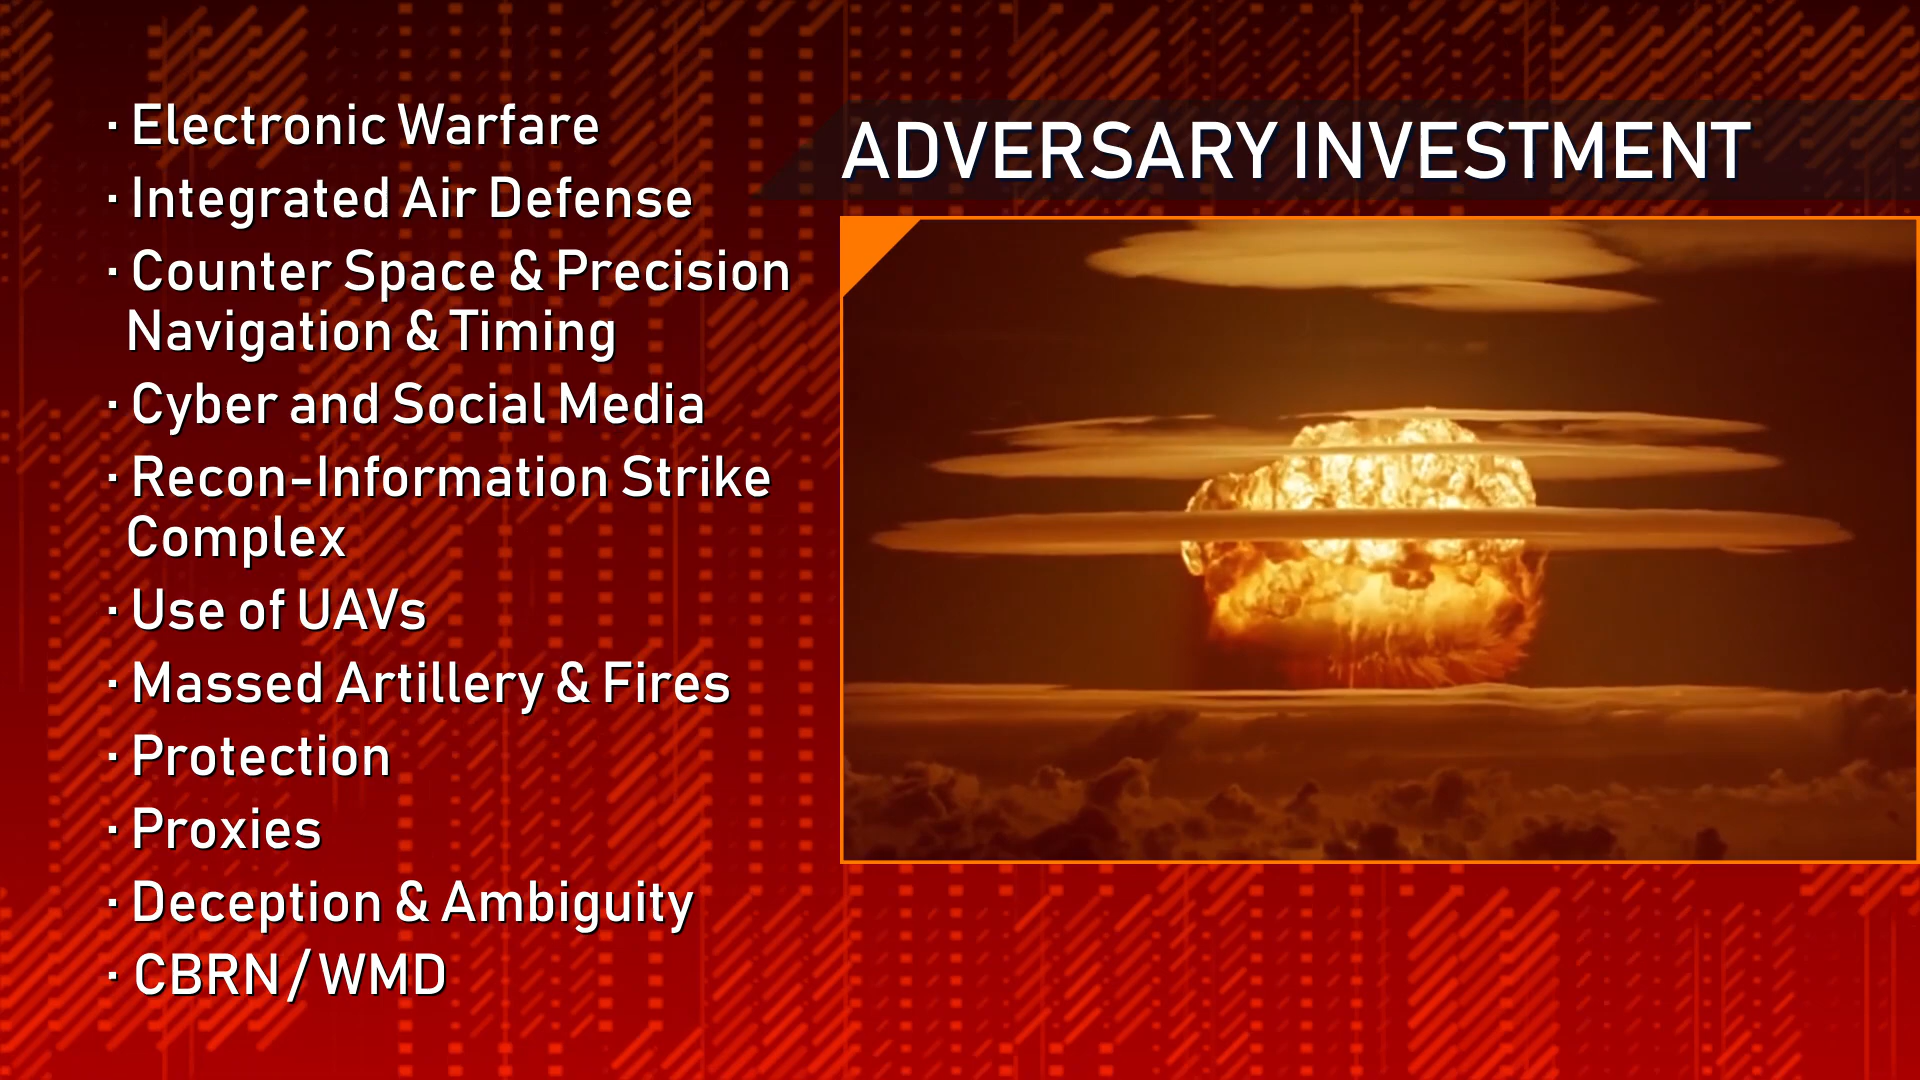 ADVERSARY INVESTMENT
· Electronic Warfare
· Integrated Air Defense
· Counter Space & Precision
Navigation & Timing
· Cyber and Social Media
· Recon-Information Strike
Complex
· Use of UAVs
· Massed Artillery & Fires
· Protection
· Proxies
· Deception & Ambiguity
· CBRN/WMD